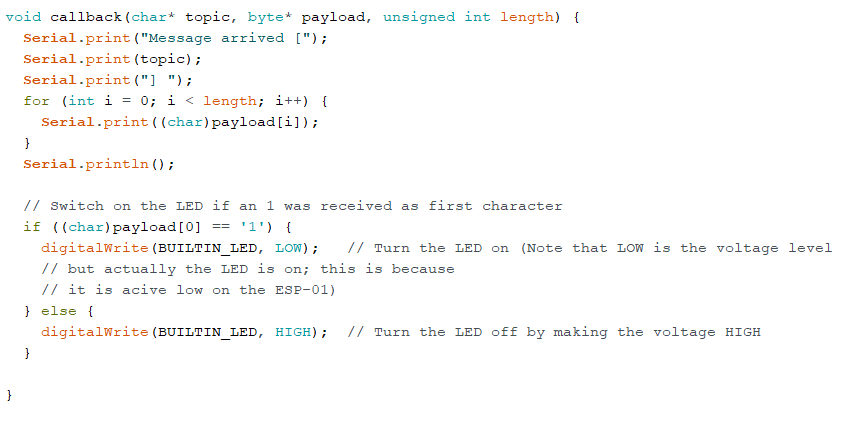 void callback(char* topic, byte* payload, unsigned int length) {
  Serial.print("Message arrived [");
  Serial.print(topic);
  Serial.print("] ");
  for (int i = 0; i < length; i++) {
    Serial.print((char)payload[i]);
  }
  Serial.println();

  // Switch on the LED if an 1 was received as first character
  if ((char)payload[0] == '1') {
    digitalWrite(BUILTIN_LED, LOW);   // Turn the LED on (Note that LOW is the voltage level
    // but actually the LED is on; this is because
    // it is acive low on the ESP-01)
  } else {
    digitalWrite(BUILTIN_LED, HIGH);  // Turn the LED off by making the voltage HIGH
  }

}